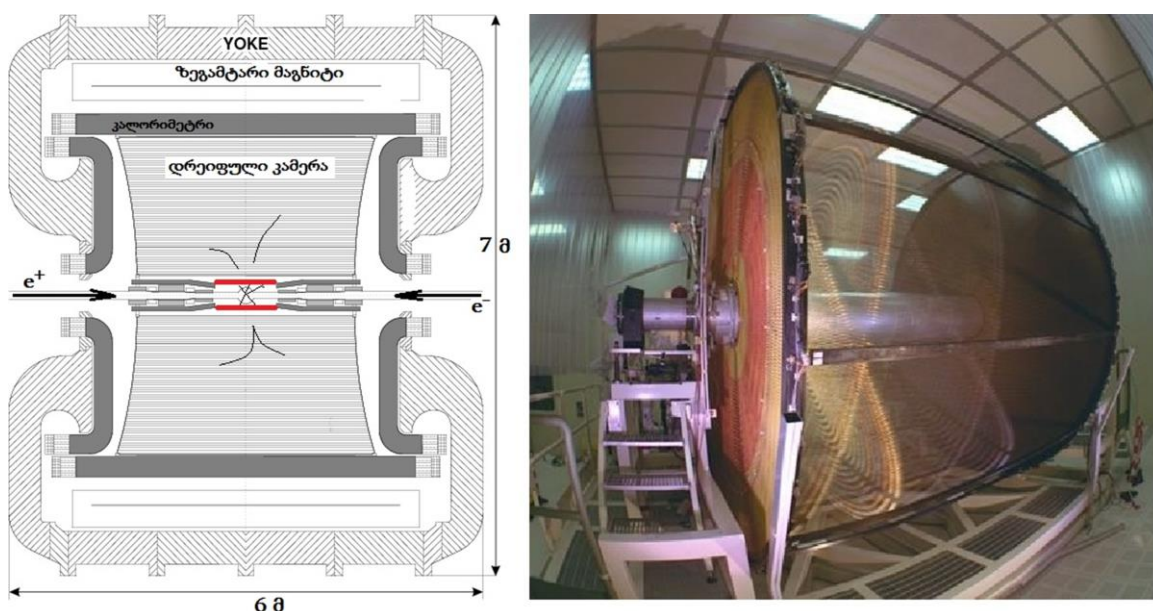 YOKE
ზეგამტარი მაგნიტი
კალორიმეტრი
დრეიფული კამერა
7 მ
e⁺
e⁻
6 მ